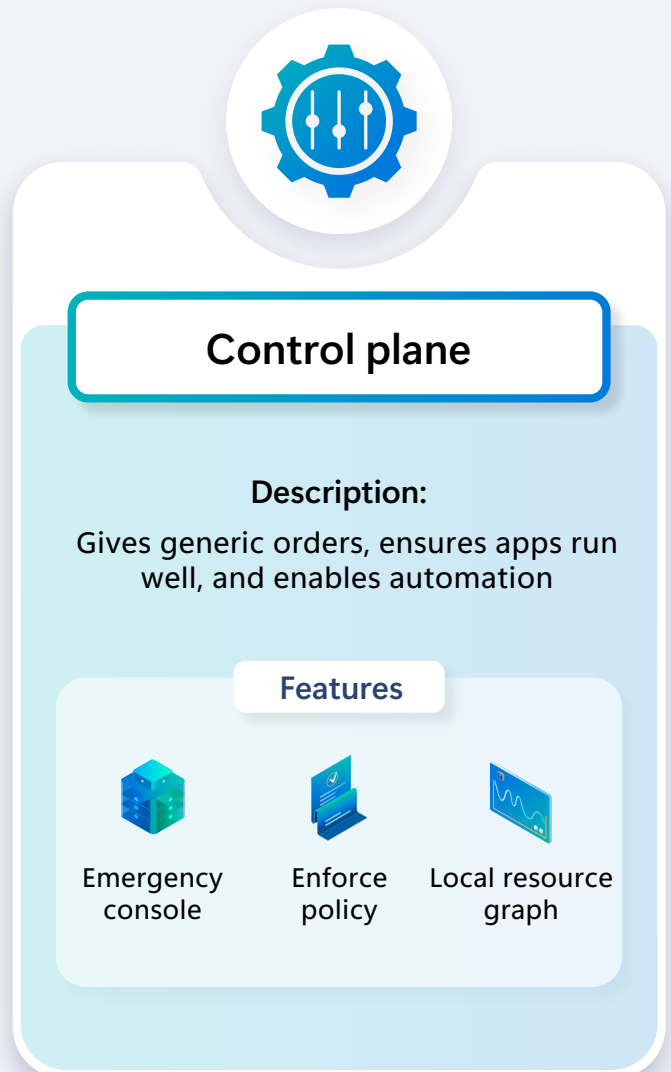 Control plane
Description:
Gives generic orders, ensures apps run
well, and enables automation
Features
Emergency
console
Enforce
policy
Local resource
graph